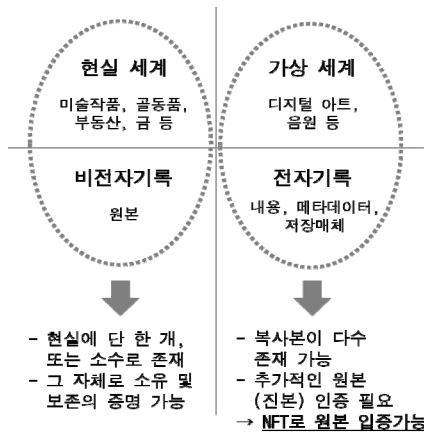 현실 세계
미술작품, 골동품,
부동산, 금 등
가상 세계
디지털 아트,
음원 등
비전자기록
원본
전자기록
내용, 메타데이터,
저장매체
- 현실에 단 한 개,
또는 소수로 존재
- 그 자체로 소유 및
보존의 증명 가능
- 복사본이 다수
존재 가능
- 추가적인 원본
(진본) 인증 필요
→ NFT로 원본 입증가능